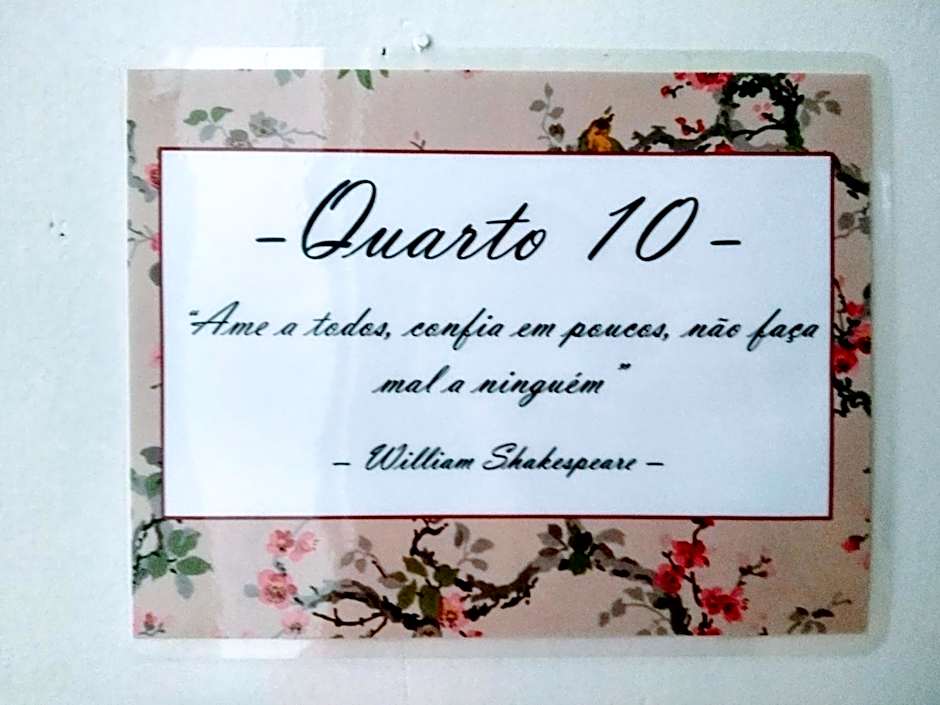 - Quarto 10 -
"Ame a todos, confia em poucos, não faça
mal a ninguém"
- William Shakespeare -